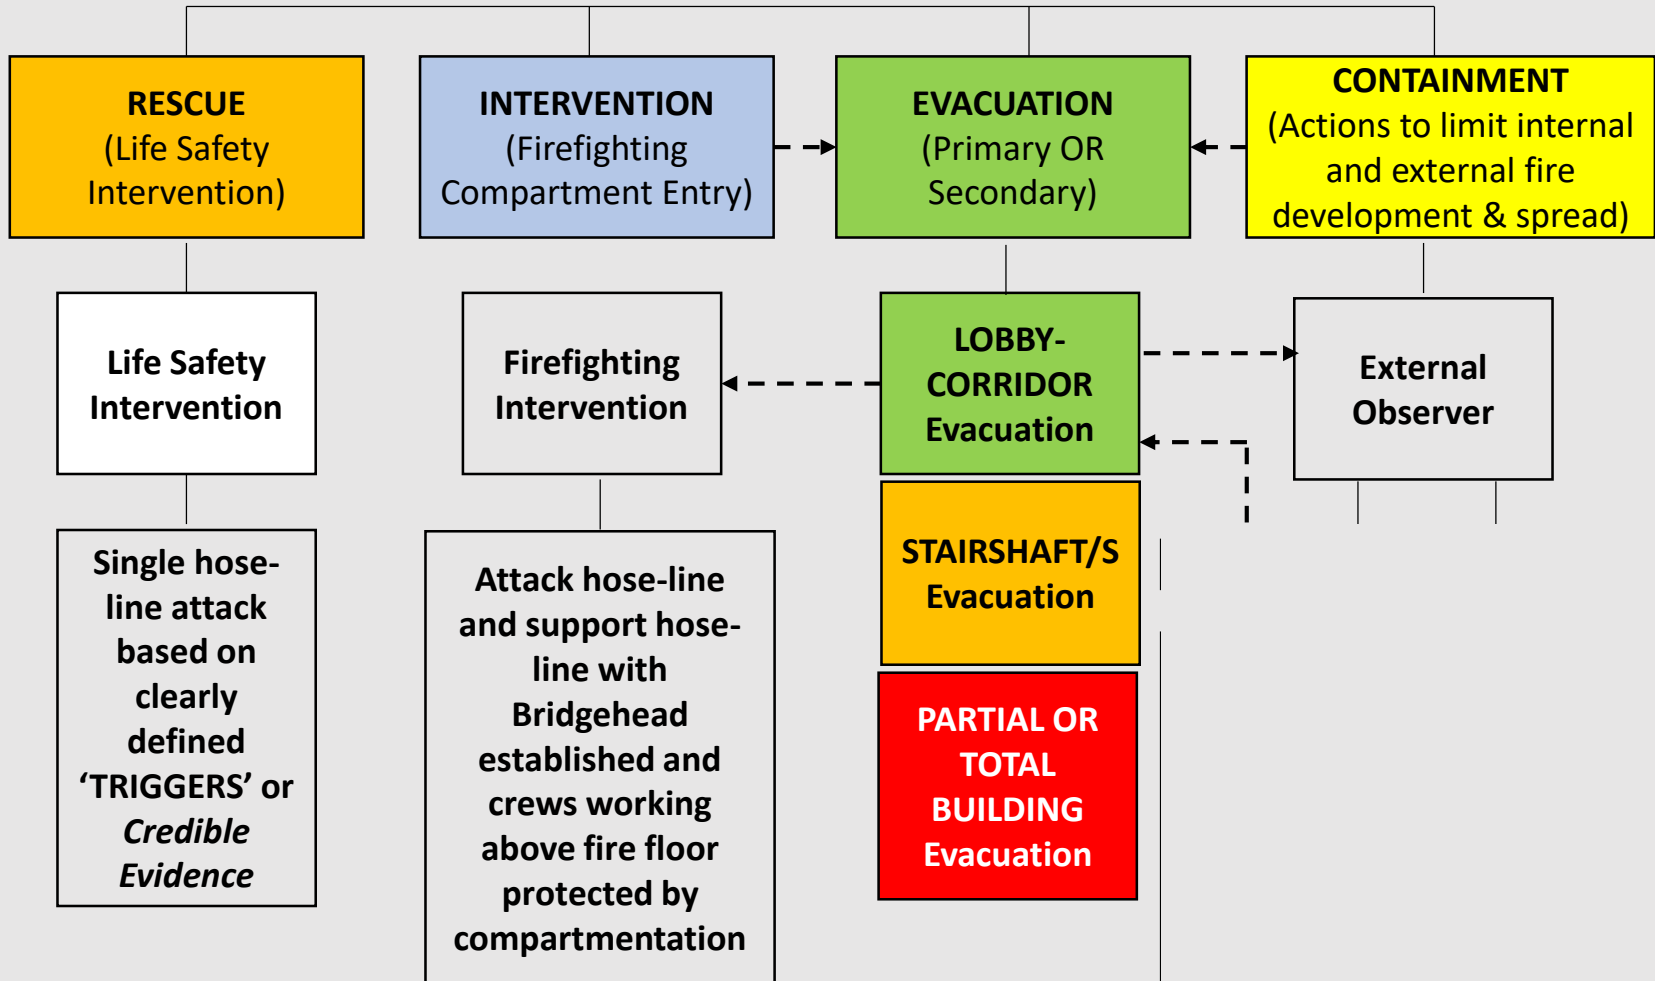 RESCUE
(Life Safety
Intervention)
INTERVENTION
(Firefighting
Compartment Entry)
EVACUATION
(Primary OR
Secondary)
CONTAINMENT
(Actions to limit internal
and external fire
development & spread)
Life Safety
Intervention
Firefighting
Intervention
LOBBY-
CORRIDOR
Evacuation
External
Observer
STAIRSHAFT/S
Evacuation
PARTIAL OR
TOTAL
BUILDING
Evacuation
Single hose-
line attack
based on
clearly
defined
‘TRIGGERS’ or
Credible
Evidence
Attack hose-line
and support hose-
line with
Bridgehead
established and
crews working
above fire floor
protected by
compartmentation